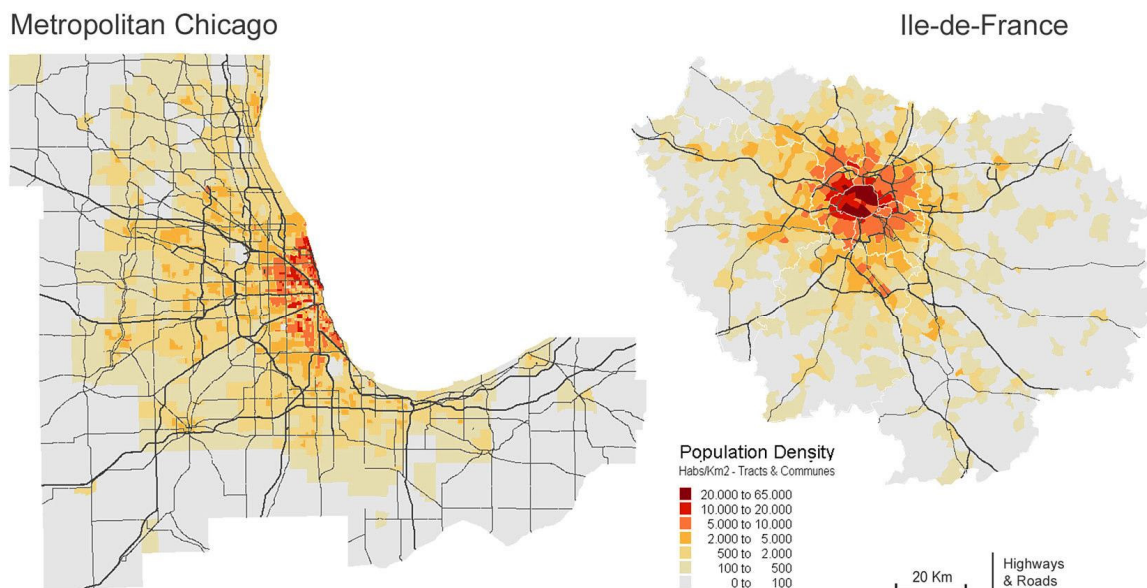 Metropolitan Chicago
Ile-de-France
Population Density
Habs/Km2 - Tracts & Communes
20.000 to 65.000
10.000 to 20.000
5.000 to 10.000
2.000 to 5.000
500 to 2.000
100 to 500
0 to 100
20 Km
Highways
& Roads